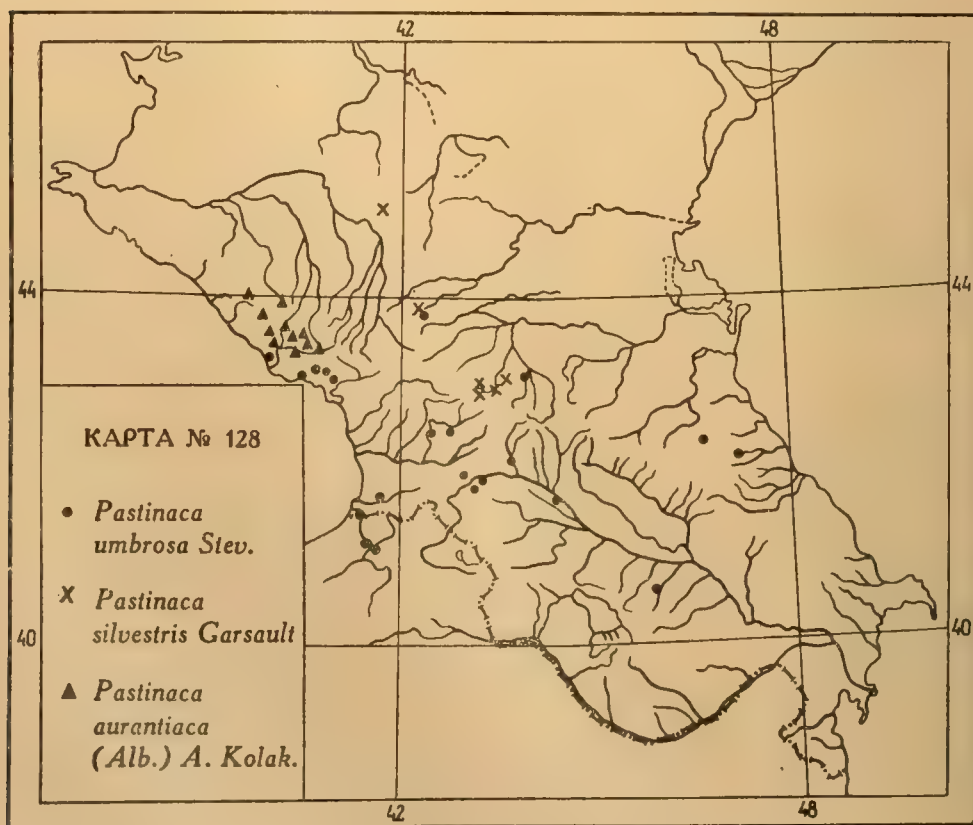 42 48
44 44
КАРТА № 128
Pastinaca
umbrosa Stev.
Pastinaca
silvestris Garsault
40 40
Pastinaca
aurantiaca
(Alb.) A. Kolak.
42 48